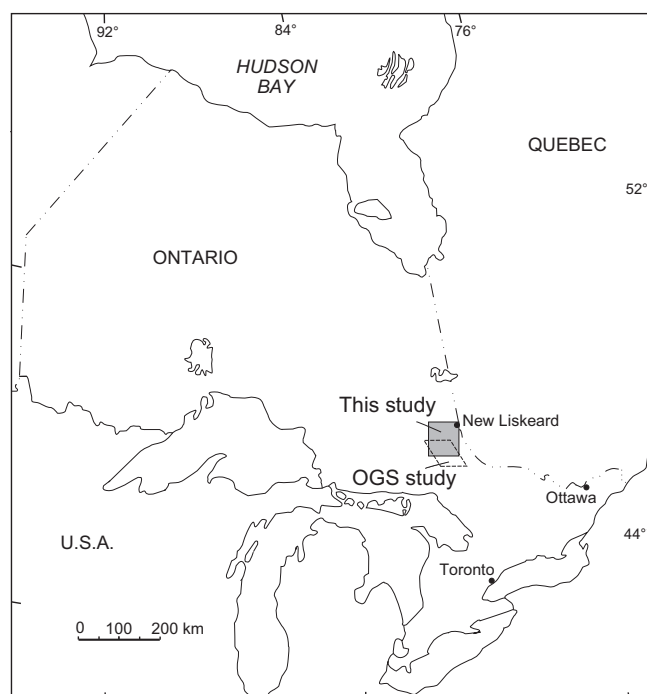 92°
84°
76°
HUDSON
BAY
QUEBEC
52°
ONTARIO
This study
New Liskeard
OGS study
Ottawa
44°
U.S.A.
Toronto
0 100 200 km